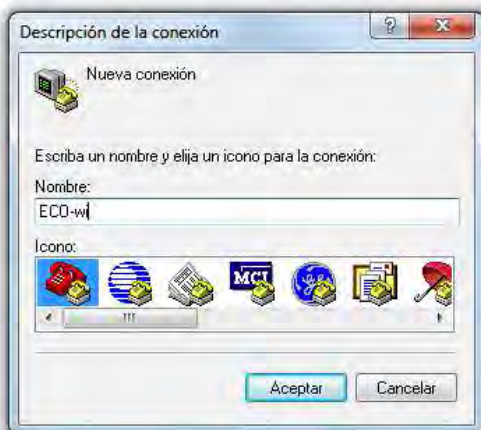 Descripción de la conexión
Nueva conexión
Escriba un nombre y elija un icono para la conexión:
Nombre:
ECO-wi
Icono:
MCI
Aceptar
Cancelar